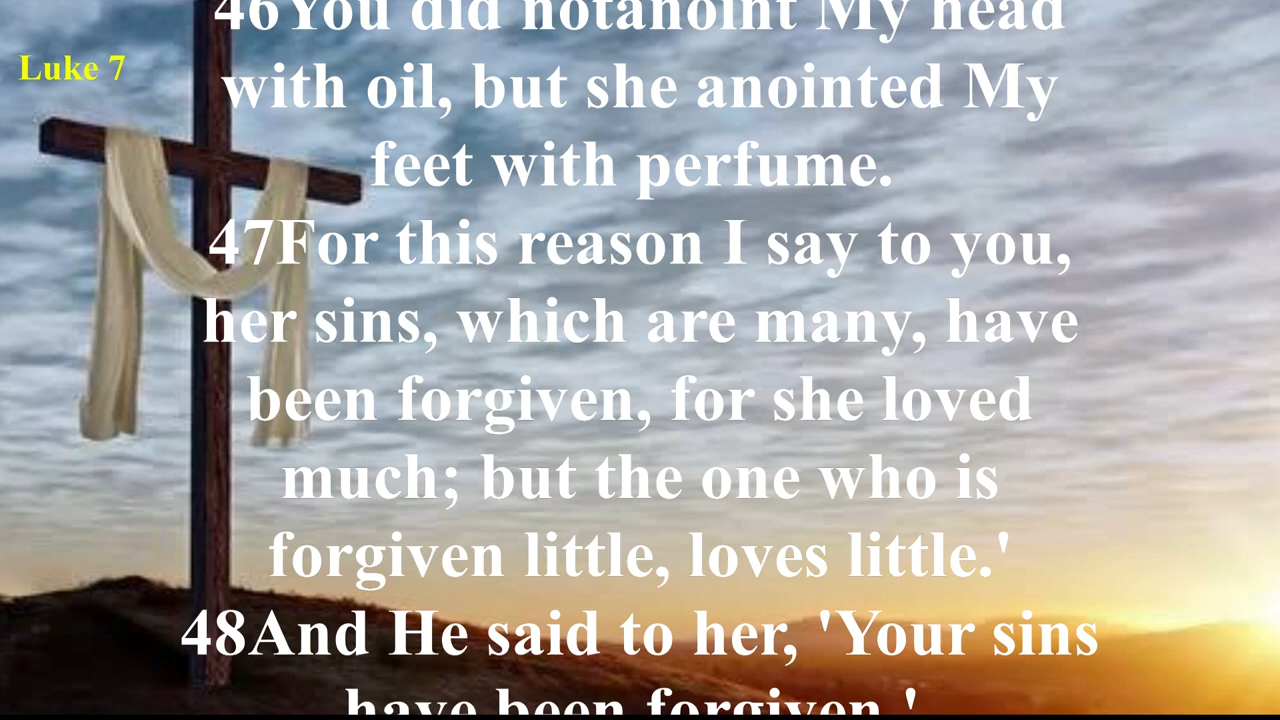 46You did notanoint My head
Luke 7
with oil, but she anointed My
feet with perfume.
47For this reason I say to you,
her sins, which are many, have
been forgiven, for she loved
much; but the one who is
forgiven little, loves little.'
48And He said to her, 'Your sins
have been forgiven.'